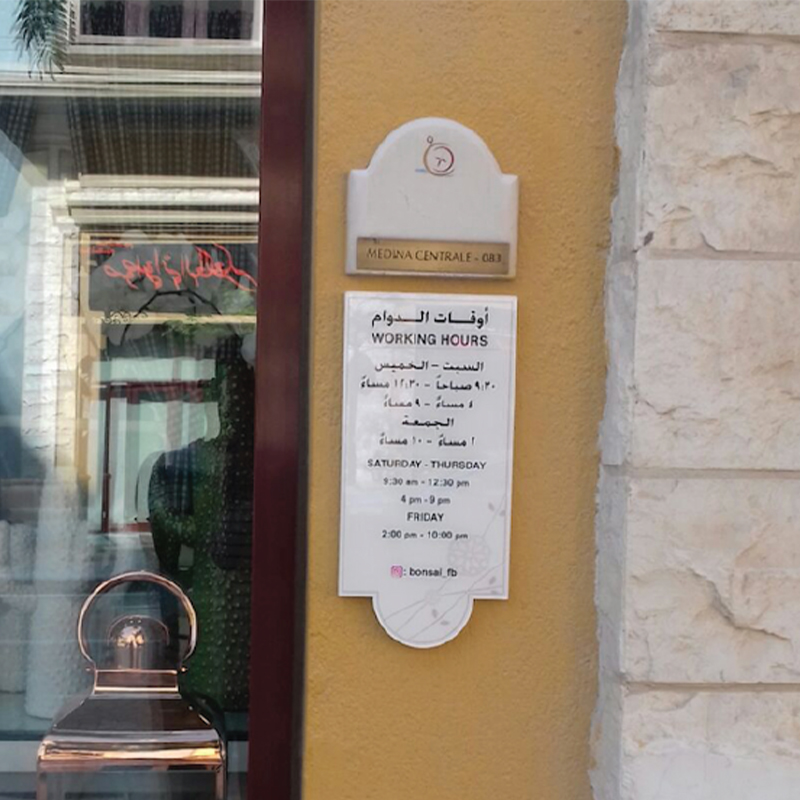 MEDINA CENTRALE - 083
أوقات الدوام
WORKING HOURS
السبت - الخميس
٩:٣٠ صباحاً - ١٢:٣٠ مساءً
٤ مساءً - ٩ مساءً
الجمعة
١ مساءً - ١٠ مساءً
SATURDAY - THURSDAY
9:30 am - 12:30 pm
4 pm - 9 pm
FRIDAY
2:00 pm - 10:00 pm
: bonsai_fb